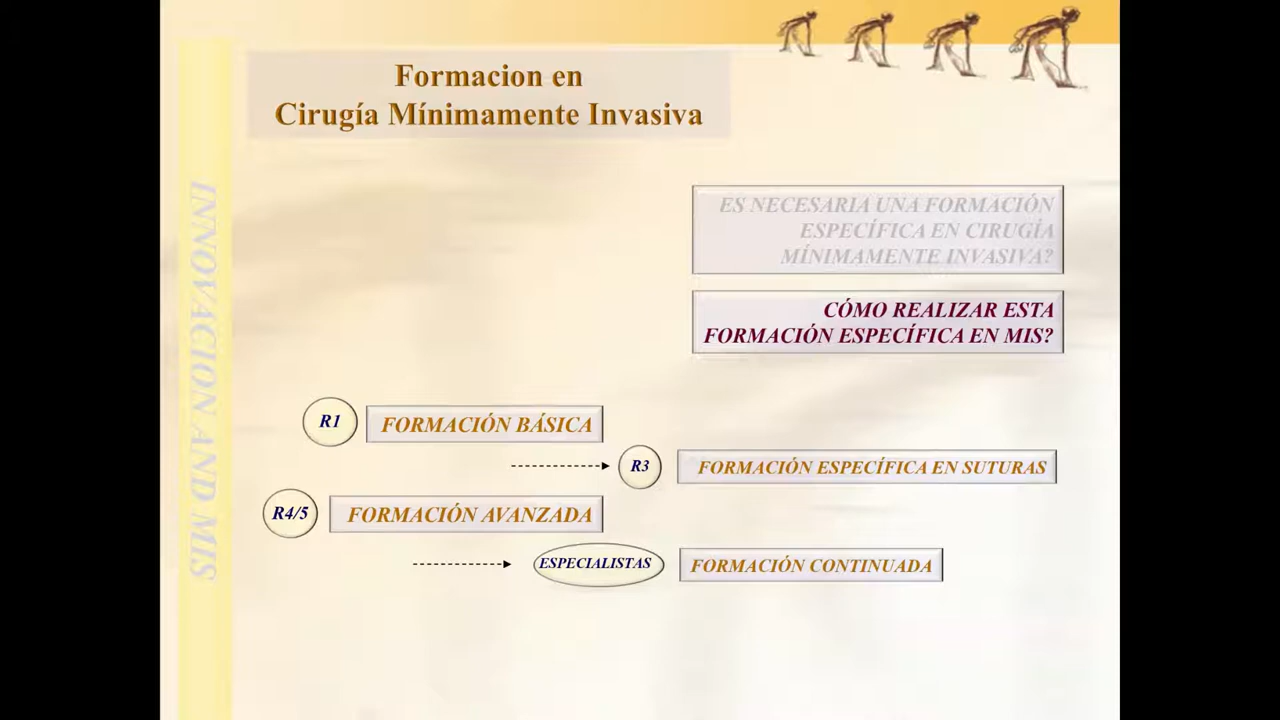 Formacion en
Cirugía Mínimamente Invasiva
INNOVACION AND MIS
ES NECESARIA UNA FORMACIÓN
ESPECÍFICA EN CIRUGÍA
MÍNIMAMENTE INVASIVA?
CÓMO REALIZAR ESTA
FORMACIÓN ESPECÍFICA EN MIS?
R1 FORMACIÓN BÁSICA
R3 FORMACIÓN ESPECÍFICA EN SUTURAS
R4/5 FORMACIÓN AVANZADA
ESPECIALISTAS FORMACIÓN CONTINUADA